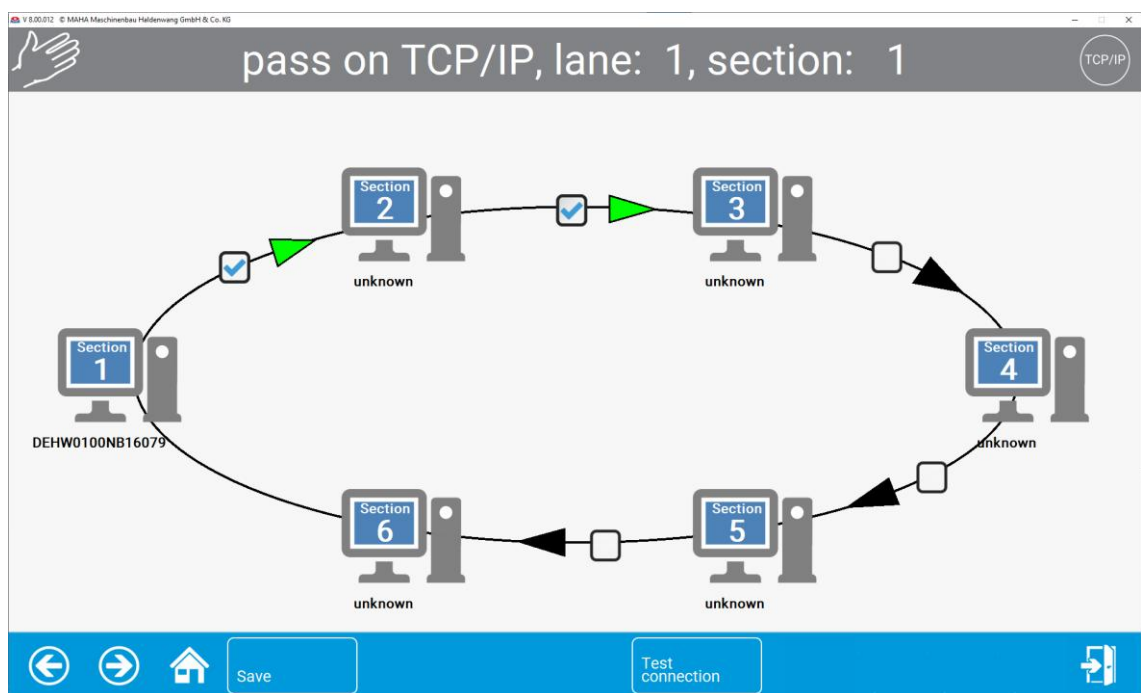 V 8.00.012 © MAHA Maschinenbau Haldenwang GmbH & Co. KG
pass on TCP/IP, lane: 1, section: 1
TCP/IP
Section
2
unknown
Section
3
unknown
Section
1
DEHW0100NB16079
Section
4
unknown
Section
6
unknown
Section
5
unknown
Save
Test
connection